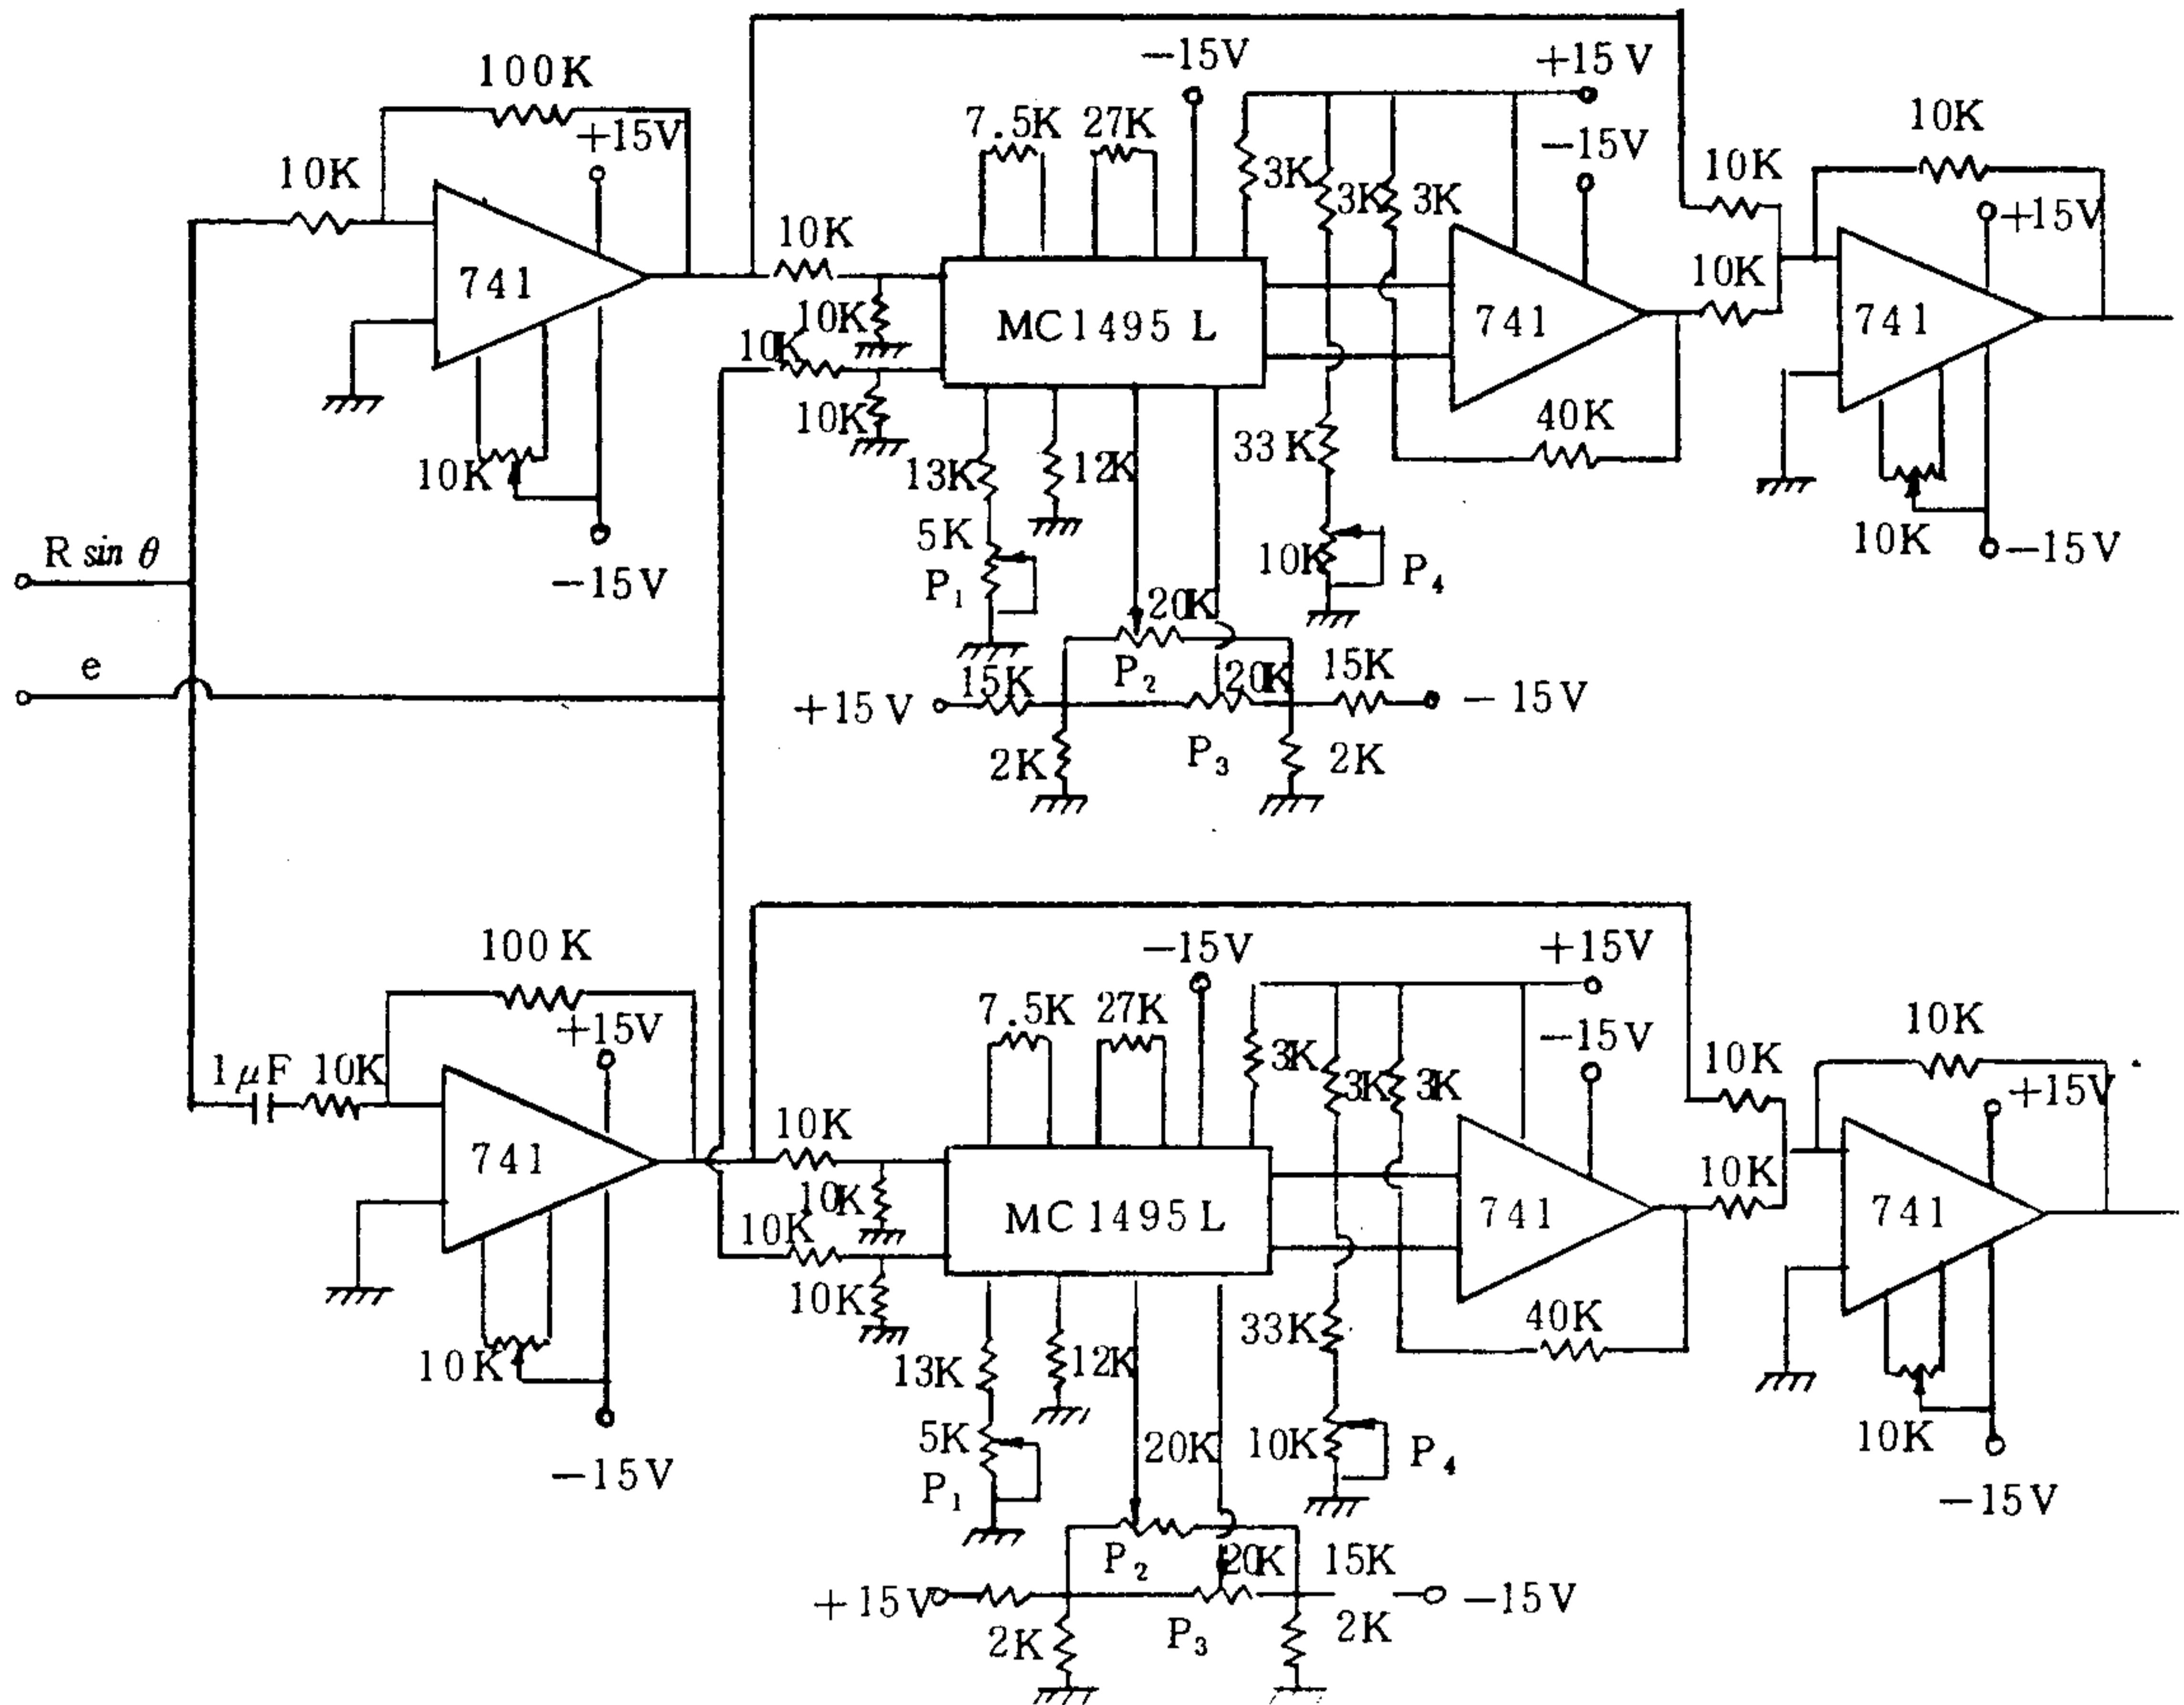 100K
+15V
10K
741
10K
-15V
R sin θ
e
10K
10K
10K
10K
7.5K
27K
-15V
MC1495 L
13K
5K
P1
12K
20K
P2
20K
P3
+15V
15K
2K
15K
-15V
2K
3K
3K
3K
+15V
-15V
741
40K
33K
10K
P4
10K
10K
10K
+15V
741
10K
-15V
100 K
+15V
1μF
10K
741
10K
-15V
10K
10K
10K
10K
7.5K
27K
-15V
MC1495L
13K
5K
P1
12K
20K
P2
20K
P3
+15V
2K
15K
-15V
2K
3K
3K
3K
+15V
-15V
741
40K
33K
10K
P4
10K
10K
10K
+15V
741
10K
-15V